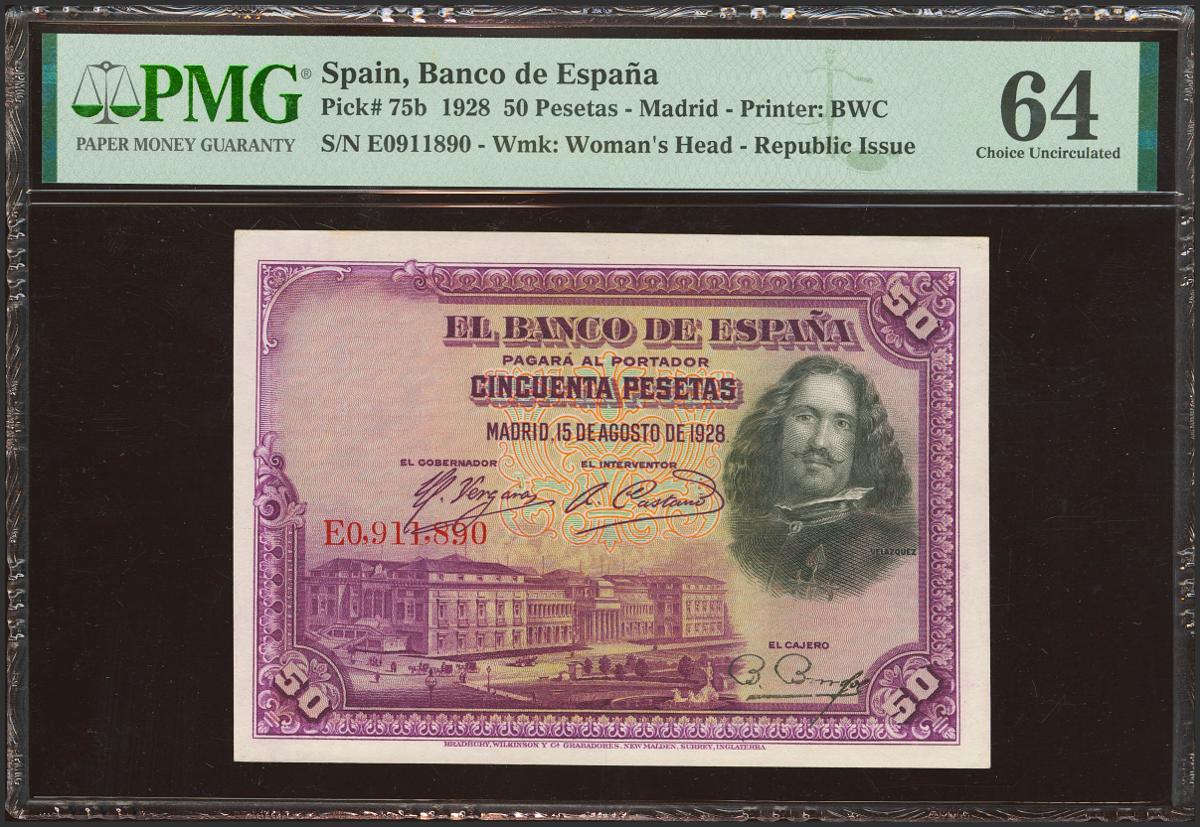 PMG®
PAPER MONEY GUARANTY
Spain, Banco de España
Pick# 75b 1928 50 Pesetas - Madrid - Printer: BWC
S/N E0911890 - Wmk: Woman's Head - Republic Issue
64
Choice Uncirculated
50
EL BANCO DE ESPAÑA
PAGARÁ AL PORTADOR
CINCUENTA PESETAS
MADRID, 15 DE AGOSTO DE 1928.
EL GOBERNADOR EL INTERVENTOR
Vergara A. Castaño
E0,911,890
VELAZQUEZ
EL CAJERO
50 50
BRADBURY, WILKINSON Y Cª GRABADORES, NEW MALDEN, SURREY, INGLATERRA